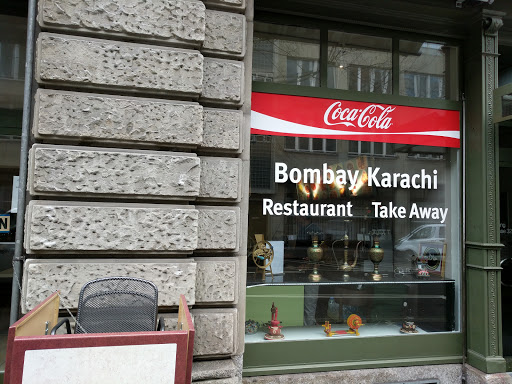 Coca-Cola
Bombay Karachi
Restaurant Take Away